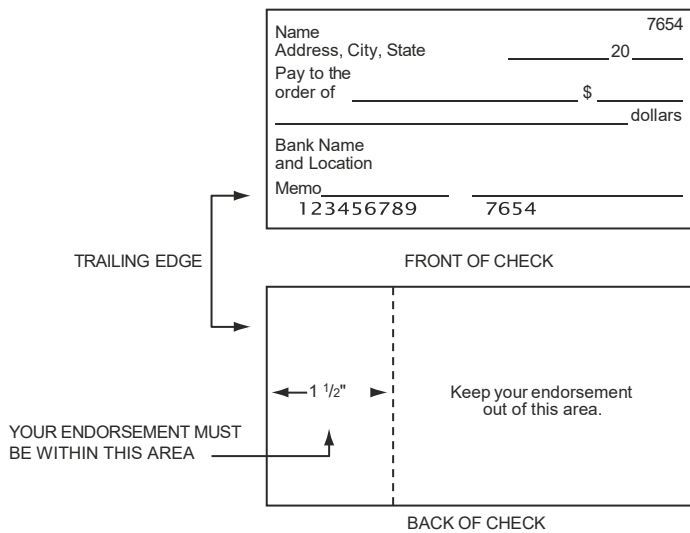 Name 7654
Address, City, State 20
Pay to the
order of $
dollars
Bank Name
and Location
Memo
123456789 7654
TRAILING EDGE
FRONT OF CHECK
1 1/2"
Keep your endorsement
out of this area.
YOUR ENDORSEMENT MUST
BE WITHIN THIS AREA
BACK OF CHECK